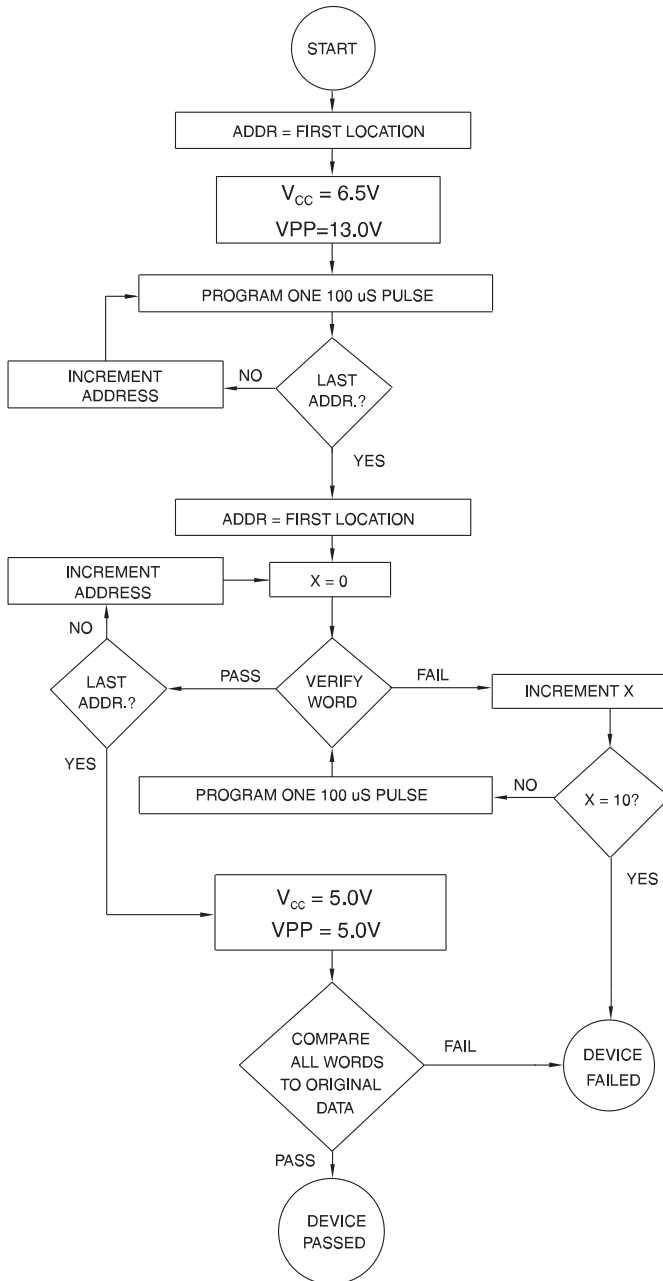 START
ADDR = FIRST LOCATION
VCC = 6.5V
VPP=13.0V
PROGRAM ONE 100 uS PULSE
INCREMENT
ADDRESS
NO
LAST
ADDR.?
YES
ADDR = FIRST LOCATION
INCREMENT
ADDRESS
X = 0
NO
LAST
ADDR.?
PASS
VERIFY
WORD
FAIL
INCREMENT X
YES
PROGRAM ONE 100 uS PULSE
NO
X = 10?
YES
VCC = 5.0V
VPP = 5.0V
COMPARE
ALL WORDS
TO ORIGINAL
DATA
FAIL
DEVICE
FAILED
PASS
DEVICE
PASSED